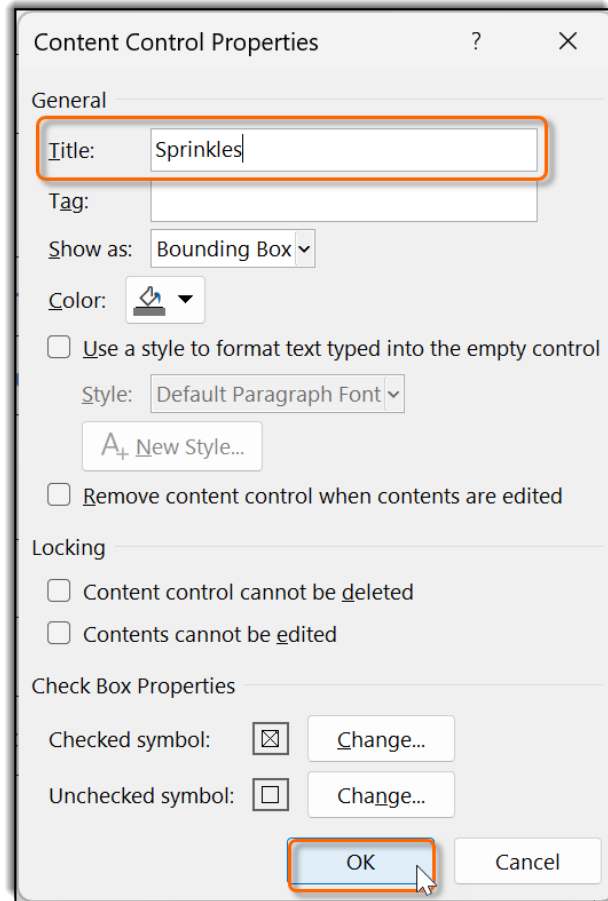 Content Control Properties ?
General
Title: Sprinkles
Tag:
Show as: Bounding Box
Color:
Use a style to format text typed into the empty control
Style: Default Paragraph Font
A+ New Style...
Remove content control when contents are edited
Locking
Content control cannot be deleted
Contents cannot be edited
Check Box Properties
Checked symbol: Change...
Unchecked symbol: Change...
OK Cancel